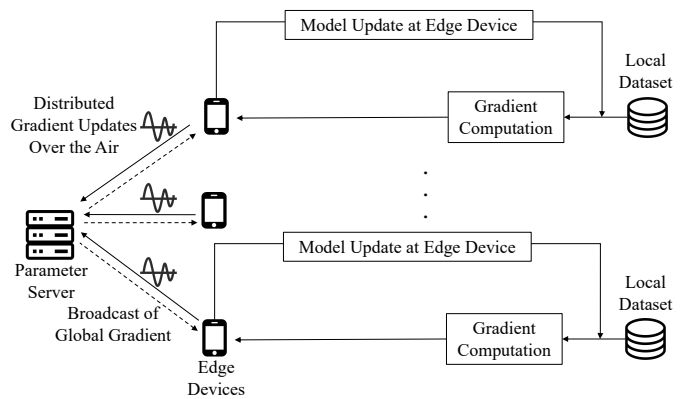 Model Update at Edge Device
Local
Dataset
Distributed
Gradient Updates
Over the Air
Gradient
Computation
Model Update at Edge Device
Parameter
Server
Local
Dataset
Broadcast of
Global Gradient
Gradient
Computation
Edge
Devices